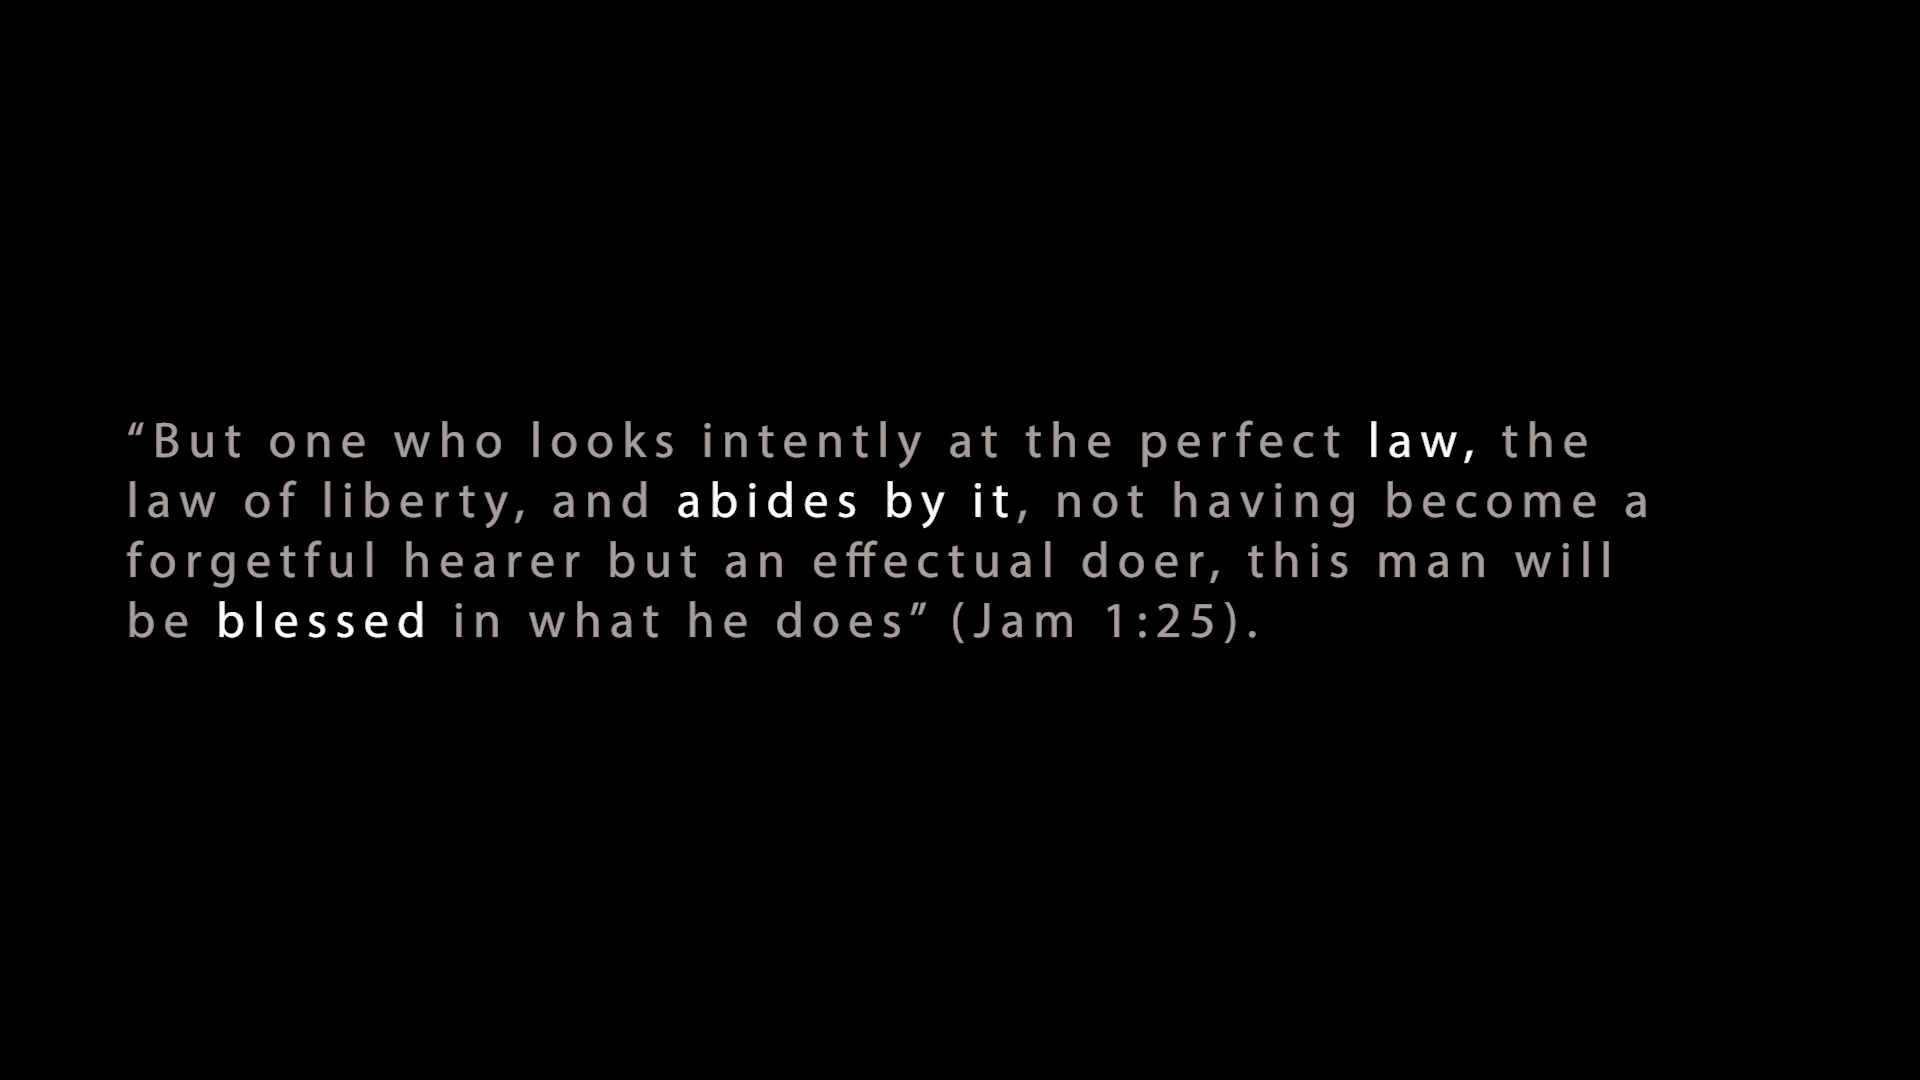 “But one who looks intently at the perfect law, the
law of liberty, and abides by it, not having become a
forgetful hearer but an effectual doer, this man will
be blessed in what he does” (Jam 1:25).